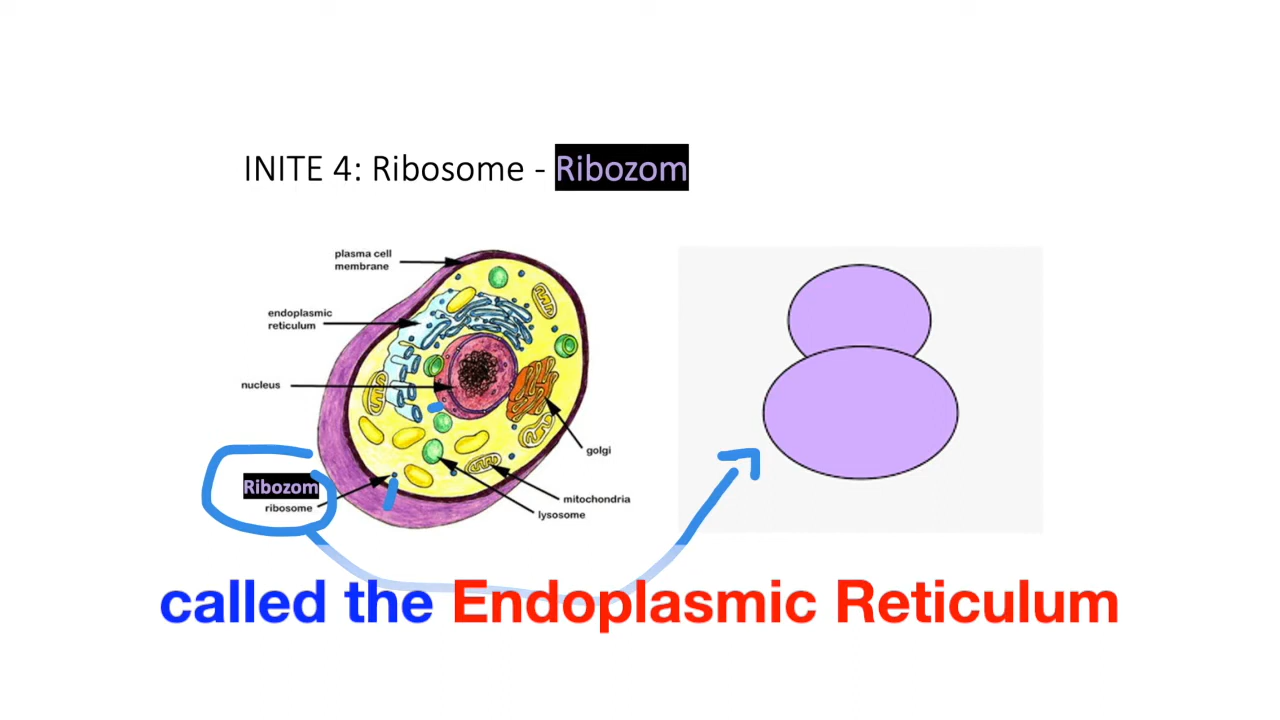 INITE 4: Ribosome - Ribozom
plasma cell
membrane
endoplasmic
reticulum
nucleus
golgi
Ribozom
ribosome
mitochondria
lysosome
called the Endoplasmic Reticulum